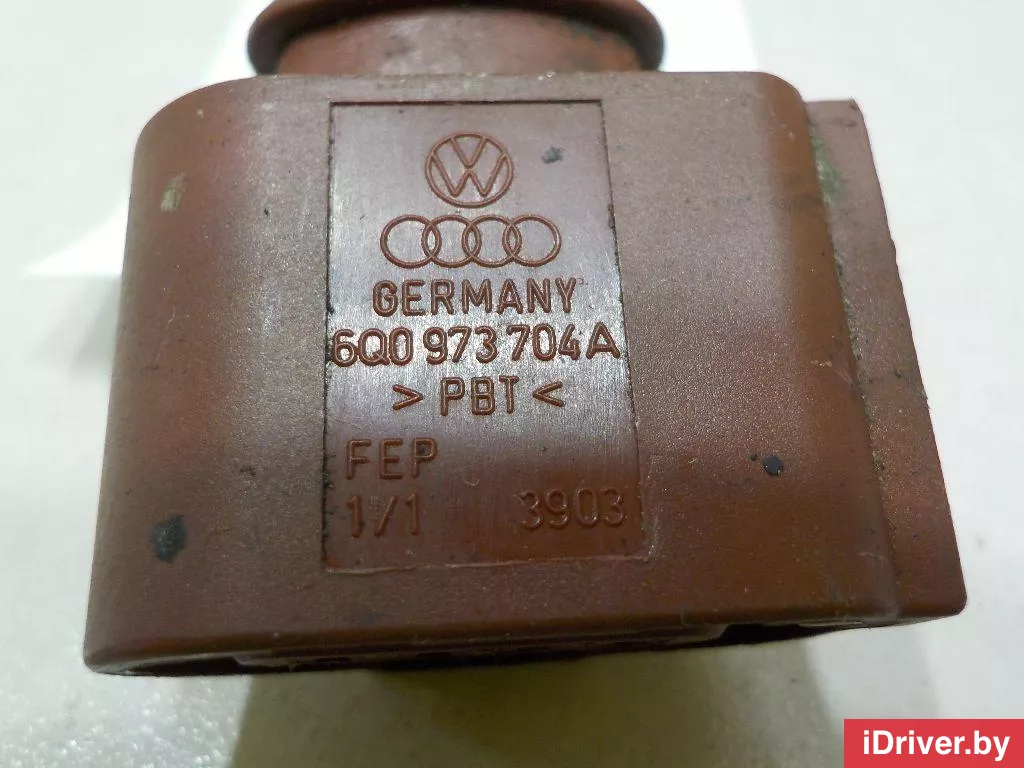 GERMANY
6Q0 973 704 A
> PBT <
FEP
1/1 3903
iDriver.by